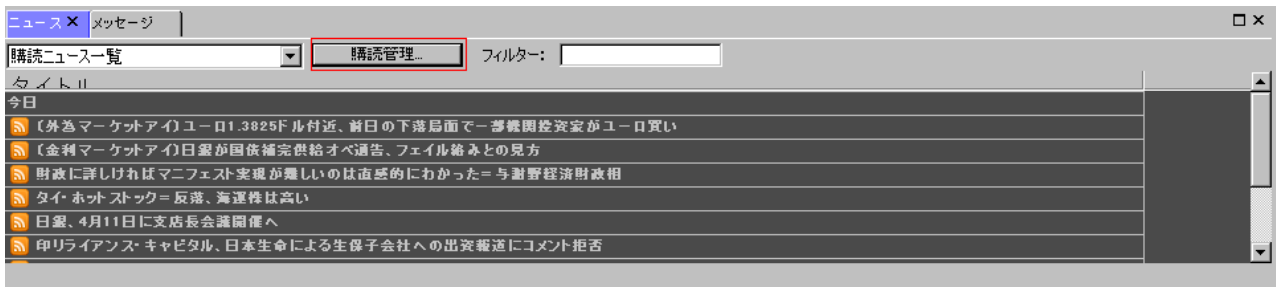 ニュース メッセージ
購読ニュース一覧 購読管理... フィルター:
タイトル
今日
〔外為マーケットアイ〕ユーロ1.3825ドル付近、前日の下落局面で一部機関投資家がユーロ買い
〔金利マーケットアイ〕日銀が国債補完供給オペ通告、フェイル絡みとの見方
財政に詳しければマニフェスト実現が難しいのは直感的にわかった=与謝野経済財政相
タイ・ホットストック=反落、海運株は高い
日銀、4月11日に支店長会議開催へ
印リライアンス・キャピタル、日本生命による生保子会社への出資報道にコメント拒否